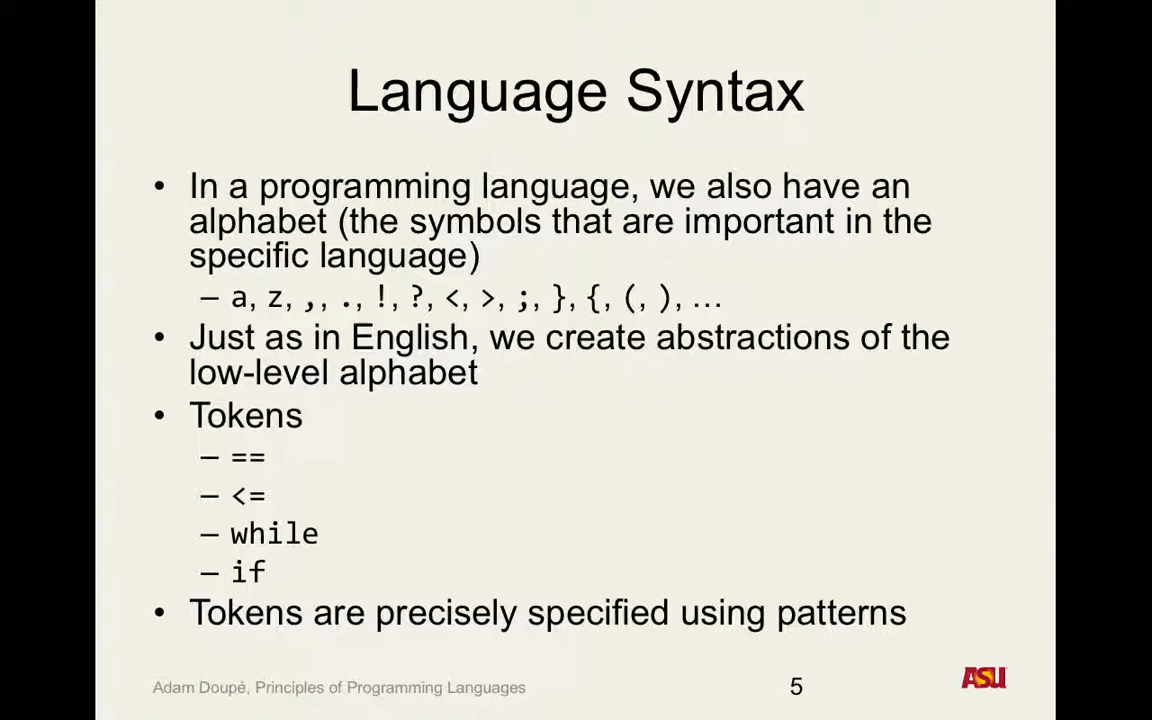 Language Syntax
• In a programming language, we also have an
alphabet (the symbols that are important in the
specific language)
– a, z, ,, ., !, ?, <, >, ;, }, {, (, ), …
• Just as in English, we create abstractions of the
low-level alphabet
• Tokens
– ==
– <=
– while
– if
• Tokens are precisely specified using patterns
Adam Doupé, Principles of Programming Languages
5
ASU